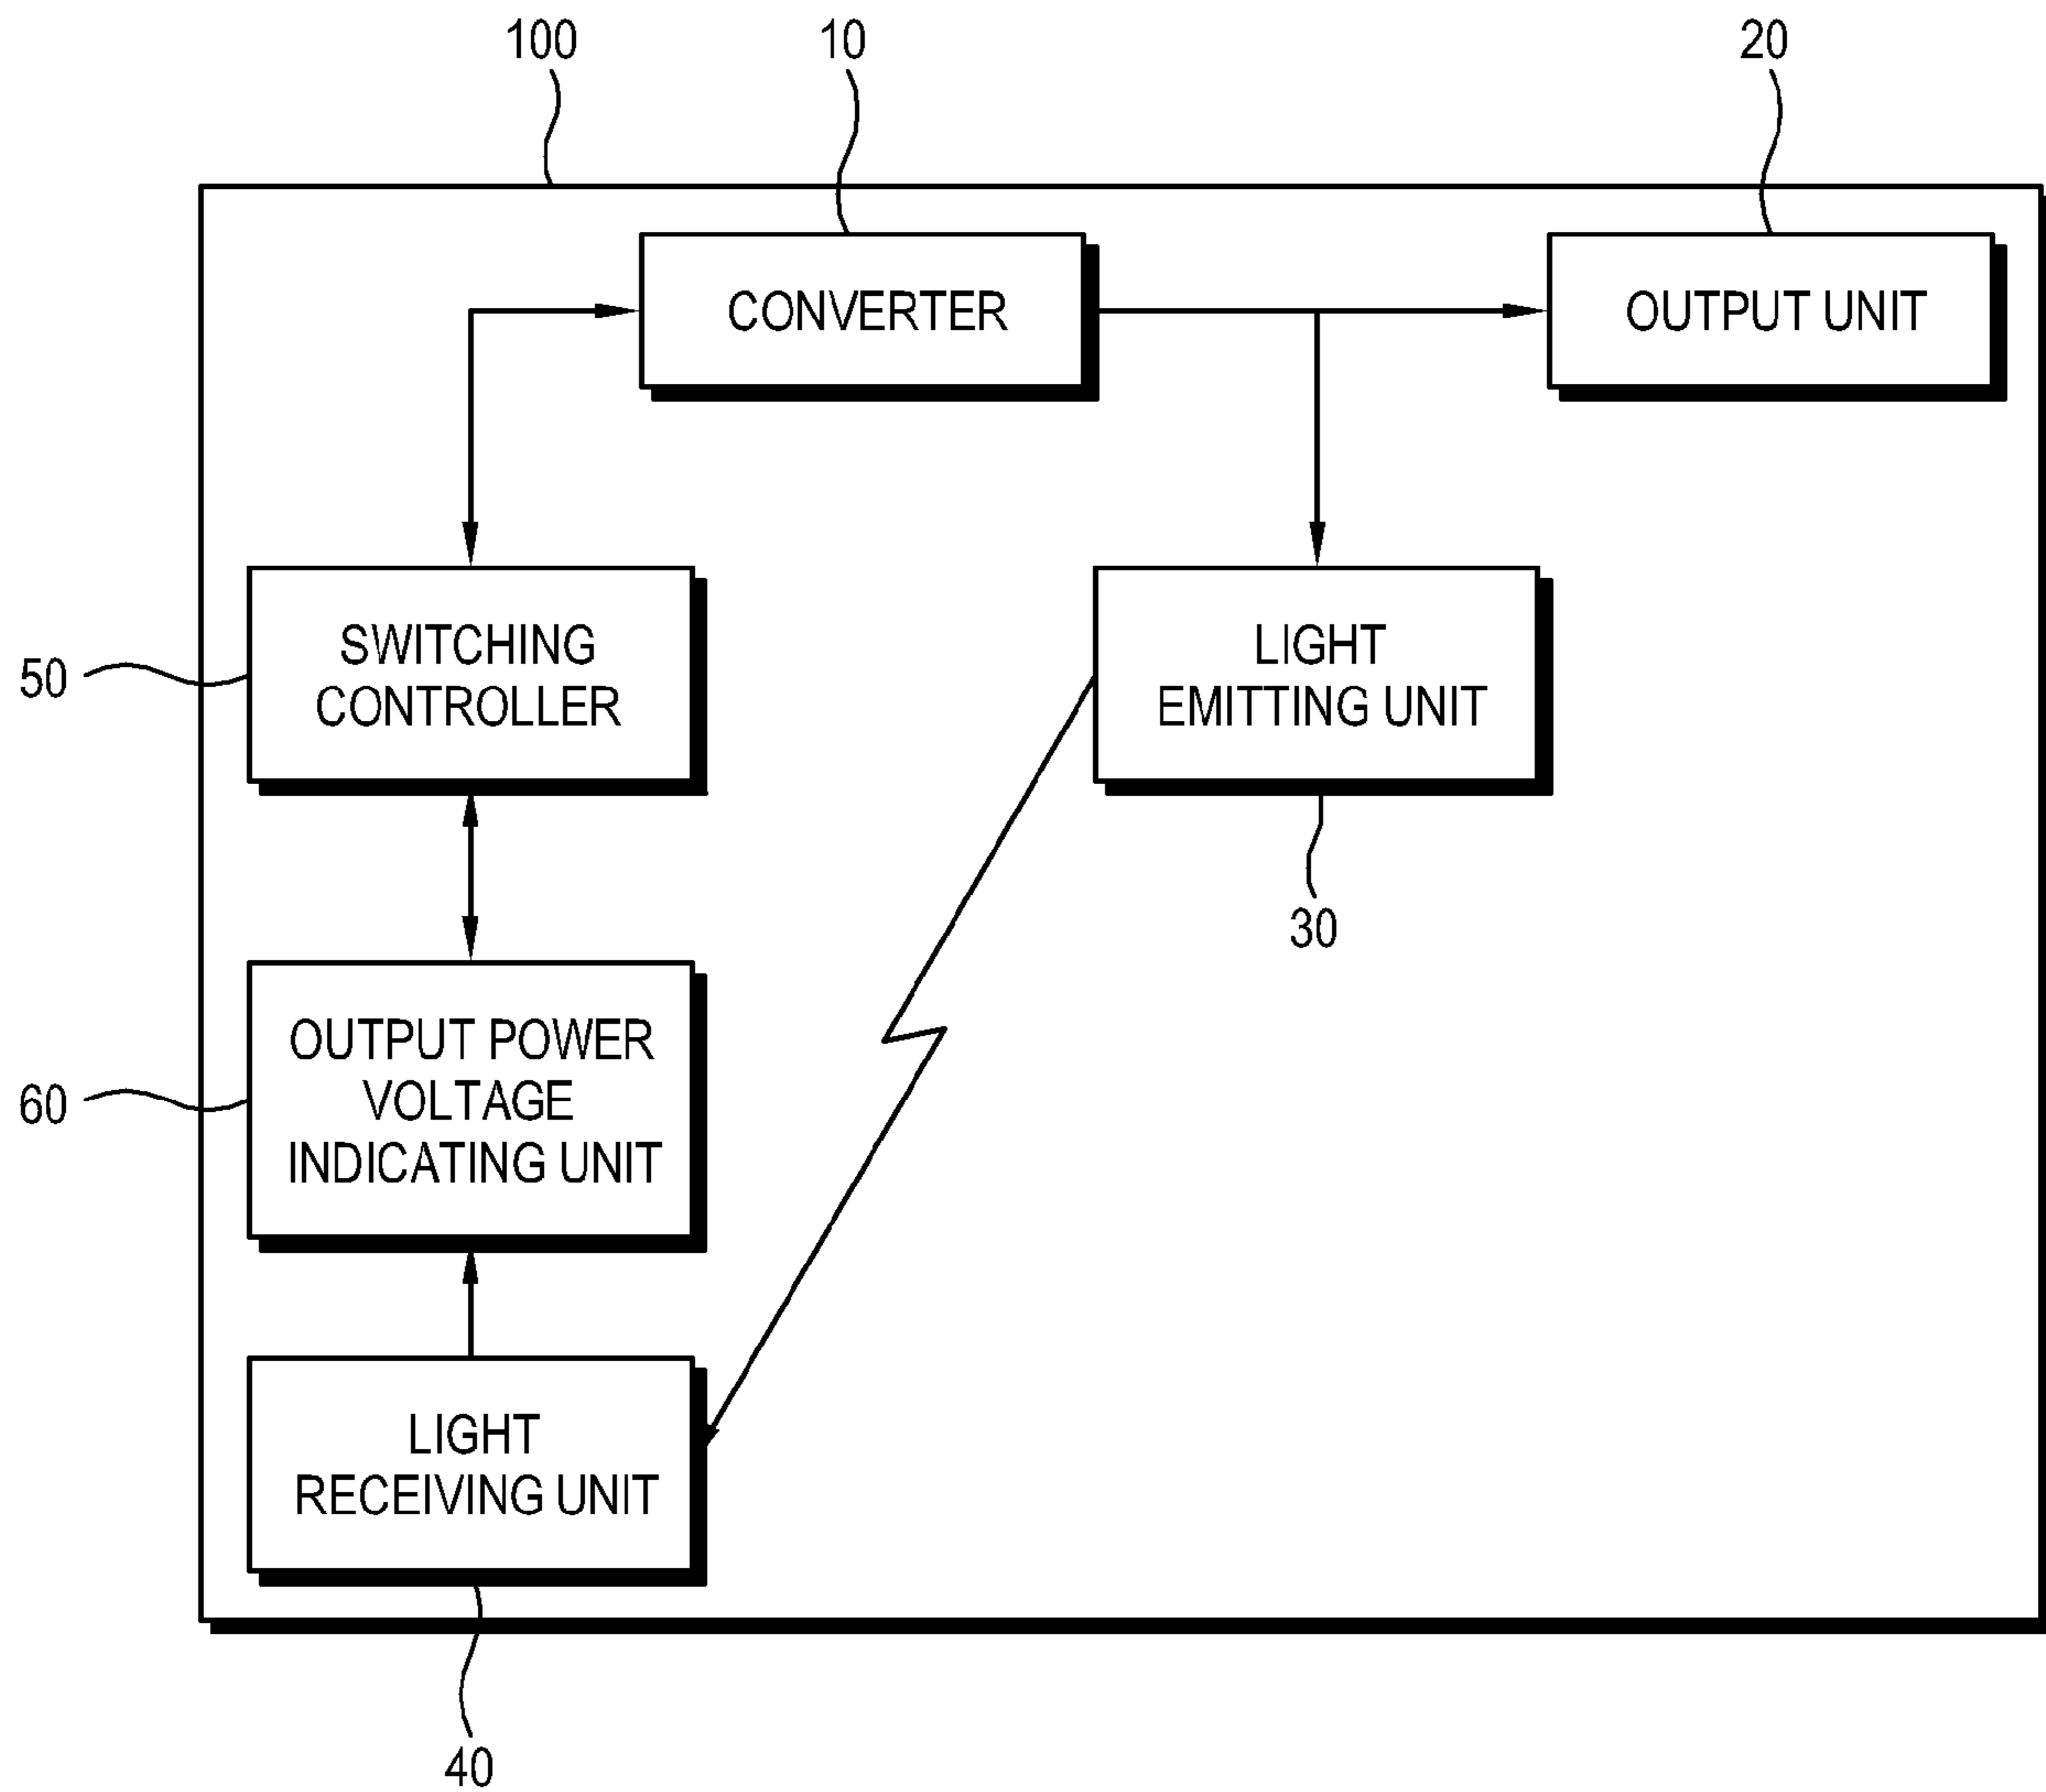 100
10
20
CONVERTER
OUTPUT UNIT
50
SWITCHING
CONTROLLER
LIGHT
EMITTING UNIT
30
60
OUTPUT POWER
VOLTAGE
INDICATING UNIT
LIGHT
RECEIVING UNIT
40